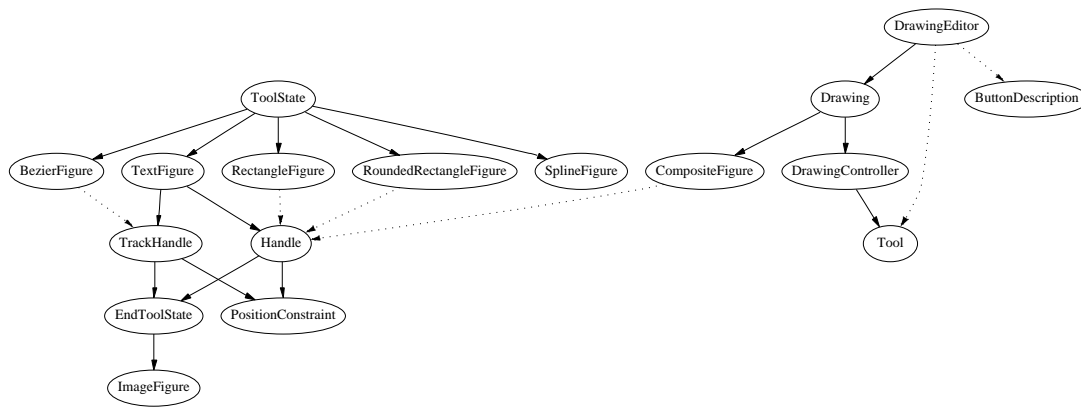 DrawingEditor
ToolState
Drawing
ButtonDescription
BezierFigure
TextFigure
RectangleFigure
RoundedRectangleFigure
SplineFigure
CompositeFigure
DrawingController
TrackHandle
Handle
Tool
EndToolState
PositionConstraint
ImageFigure